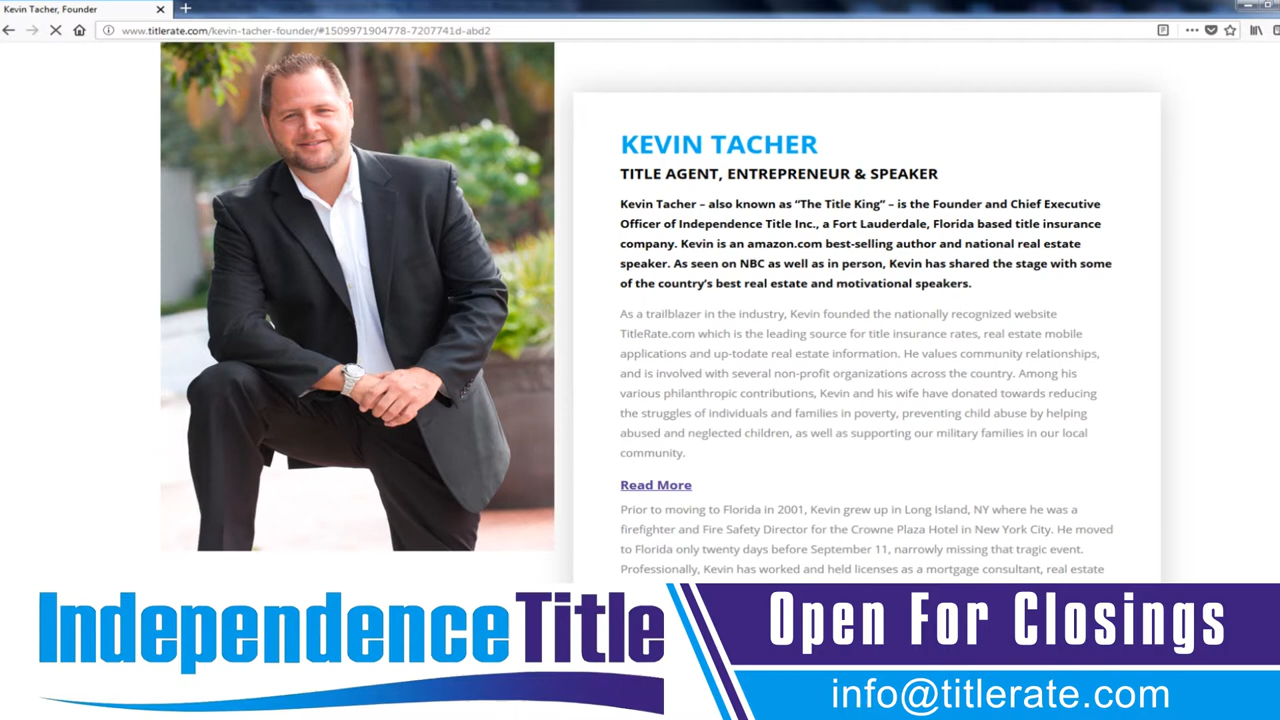 Kevin Tacher, Founder
www.titlerate.com/kevin-tacher-founder/#1509971904778-7207741d-abd2
KEVIN TACHER
TITLE AGENT, ENTREPRENEUR & SPEAKER
Kevin Tacher – also known as “The Title King” – is the Founder and Chief Executive
Officer of Independence Title Inc., a Fort Lauderdale, Florida based title insurance
company. Kevin is an amazon.com best-selling author and national real estate
speaker. As seen on NBC as well as in person, Kevin has shared the stage with some
of the country’s best real estate and motivational speakers.
As a trailblazer in the industry, Kevin founded the nationally recognized website
TitleRate.com which is the leading source for title insurance rates, real estate mobile
applications and up-todate real estate information. He values community relationships,
and is involved with several non-profit organizations across the country. Among his
various philanthropic contributions, Kevin and his wife have donated towards reducing
the struggles of individuals and families in poverty, preventing child abuse by helping
abused and neglected children, as well as supporting our military families in our local
community.
Read More
Prior to moving to Florida in 2001, Kevin grew up in Long Island, NY where he was a
firefighter and Fire Safety Director for the Crowne Plaza Hotel in New York City. He moved
to Florida only twenty days before September 11, narrowly missing that tragic event.
Professionally, Kevin has worked and held licenses as a mortgage consultant, real estate
IndependenceTitle
Open For Closings
info@titlerate.com